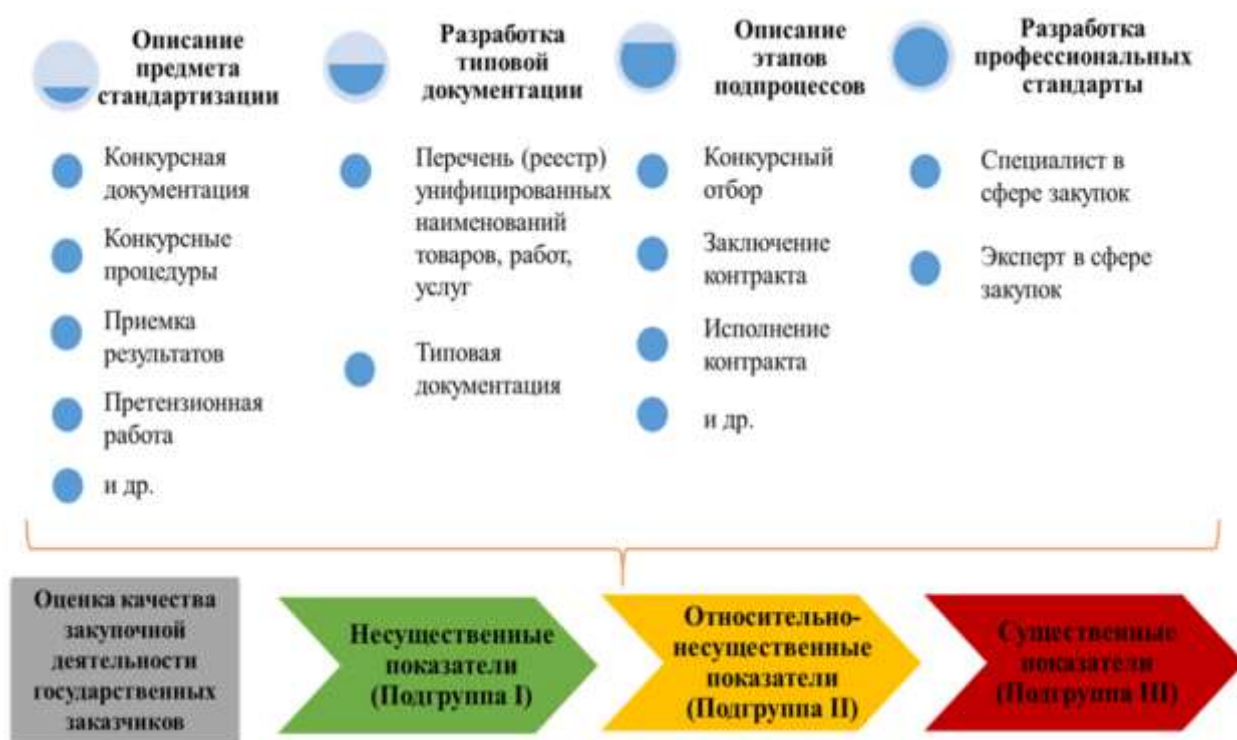 Описание
предмета
стандартизации
Конкурсная
документация
Конкурсные
процедуры
Приемка
результатов
Претензионная
работа
и др.
Разработка
типовой
документации
Перечень (реестр)
унифицированных
наименований
товаров, работ,
услуг
Типовая
документация
Описание
этапов
подпроцессов
Конкурсный
отбор
Заключение
контракта
Исполнение
контракта
и др.
Разработка
профессиональных
стандарты
Специалист в
сфере закупок
Эксперт в сфере
закупок
Оценка качества
закупочной
деятельности
государственных
заказчиков
Несущественные
показатели
(Подгруппа I)
Относительно-
несущественные
показатели
(Подгруппа II)
Существенные
показатели
(Подгруппа III)